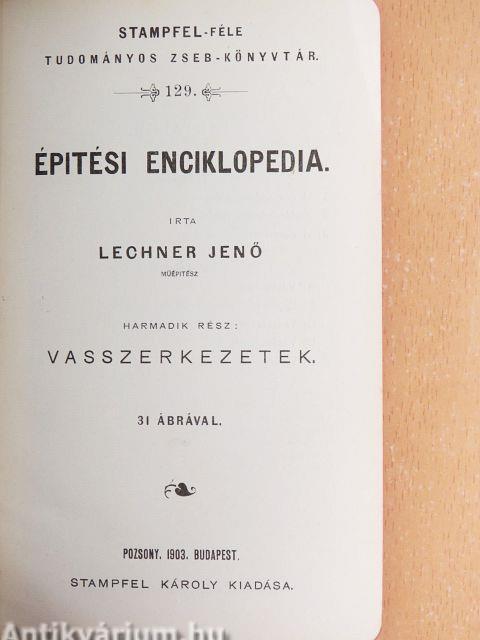 STAMPFEL-FÉLE
TUDOMÁNYOS ZSEB-KÖNYVTÁR.
129.
ÉPITÉSI ENCIKLOPEDIA.
IRTA
LECHNER JENŐ
MŰÉPITÉSZ
HARMADIK RÉSZ:
VASSZERKEZETEK.
31 ÁBRÁVAL.
POZSONY. 1903. BUDAPEST.
STAMPFEL KÁROLY KIADÁSA.
Antikvárium.hu